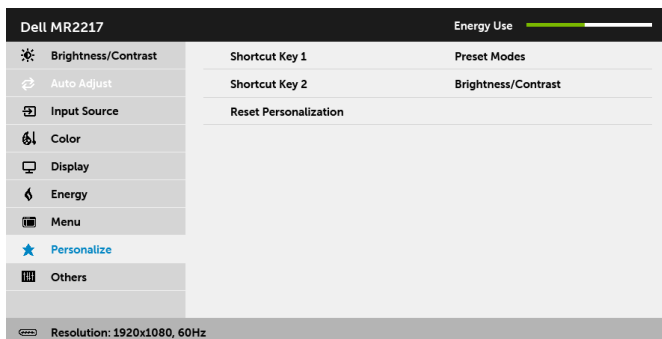 Dell MR2217
Energy Use
Brightness/Contrast
Shortcut Key 1
Preset Modes
Auto Adjust
Shortcut Key 2
Brightness/Contrast
Input Source
Reset Personalization
Color
Display
Energy
Menu
Personalize
Others
Resolution: 1920x1080, 60Hz